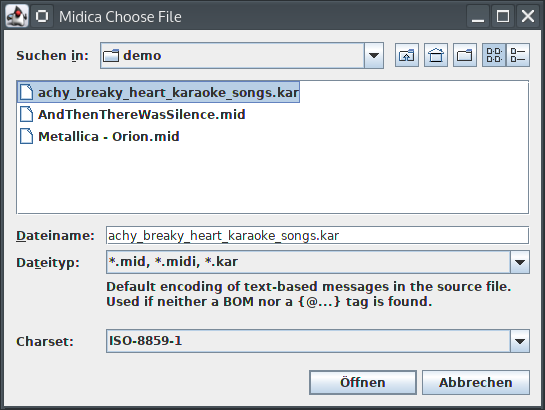 Midica Choose File
Suchen in: demo
achy_breaky_heart_karaoke_songs.kar
AndThenThereWasSilence.mid
Metallica - Orion.mid
Dateiname: achy_breaky_heart_karaoke_songs.kar
Dateityp: *.mid, *.midi, *.kar
Default encoding of text-based messages in the source file.
Used if neither a BOM nor a {@...} tag is found.
Charset: ISO-8859-1
Öffnen Abbrechen